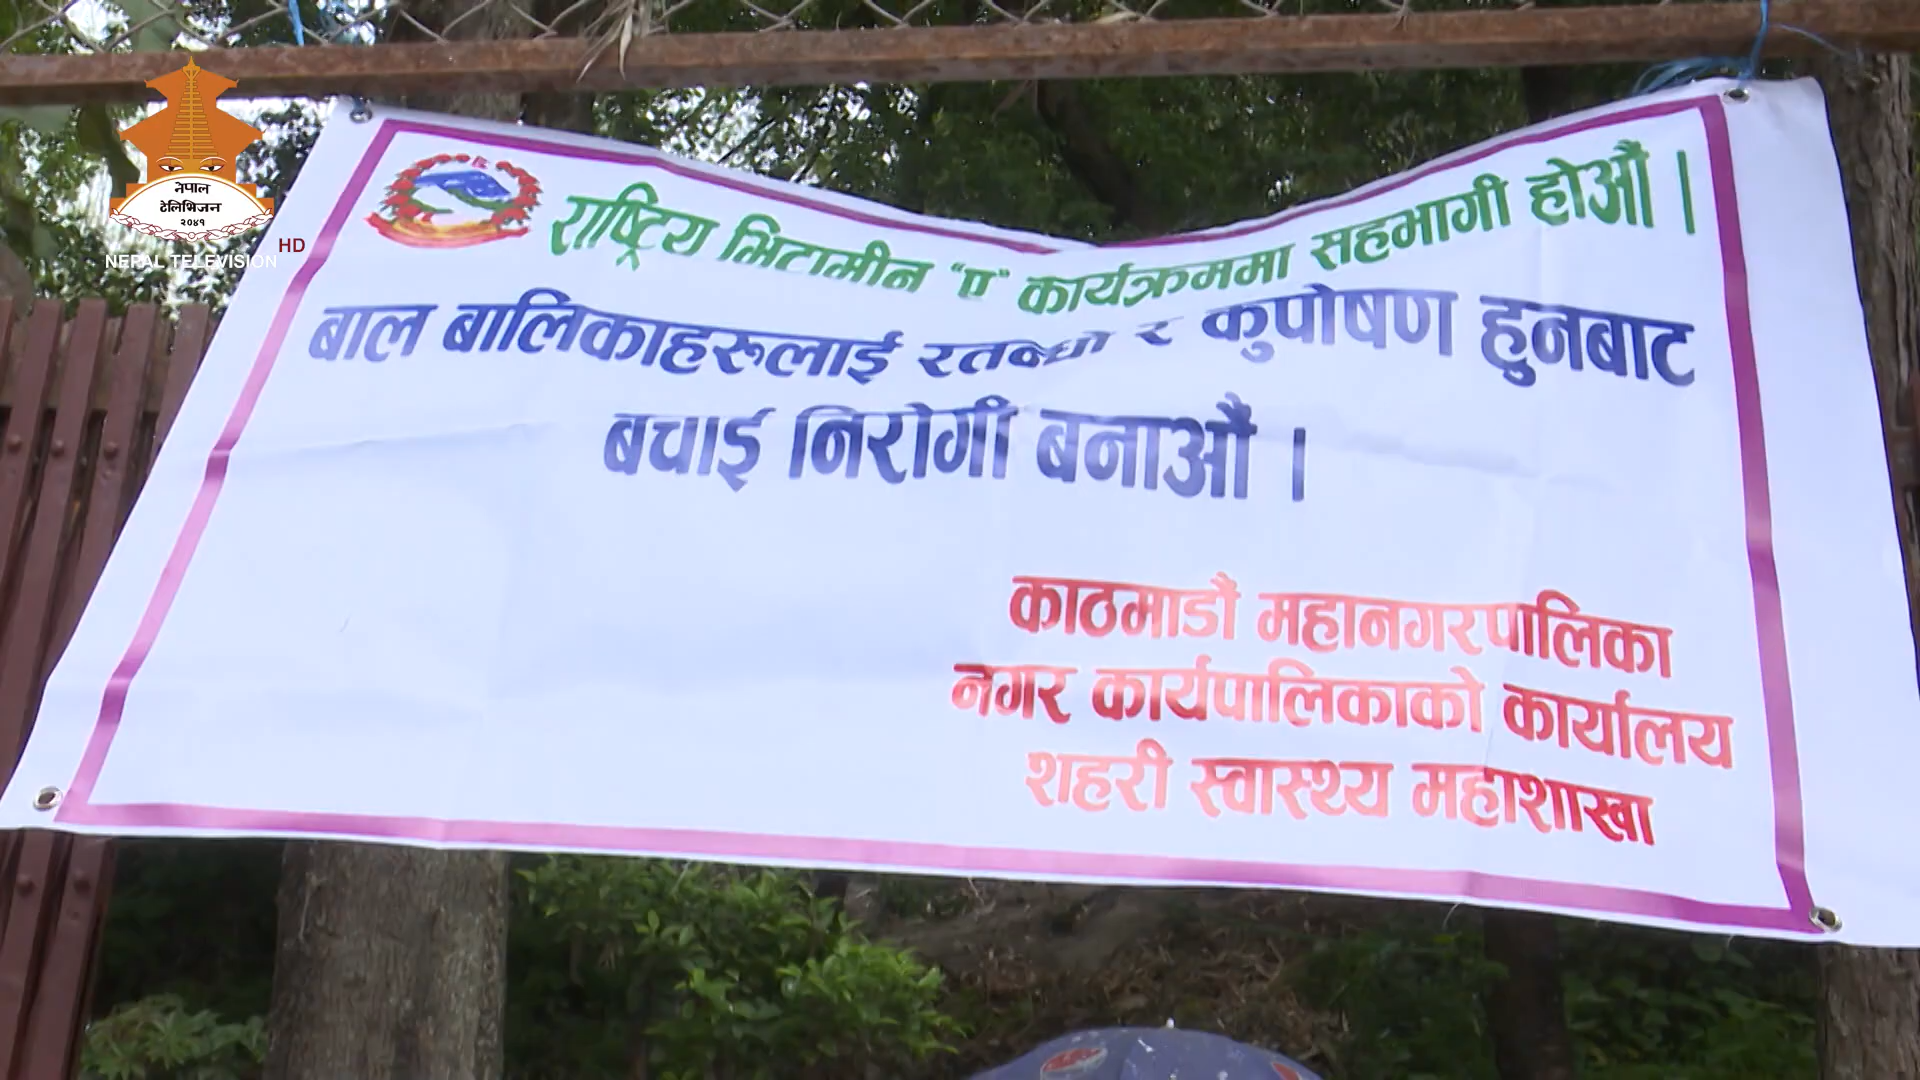 नेपाल
टेलिभिजन
२०४१
NEPAL TELEVISION HD
राष्ट्रिय भिटामीन "ए" कार्यक्रममा सहभागी होऔं ।
बाल बालिकाहरूलाई रतन्धो र कुपोषण हुनबाट
बचाई निरोगी बनाऔं ।
काठमाडौं महानगरपालिका
नगर कार्यपालिकाको कार्यालय
शहरी स्वास्थ्य महाशाखा